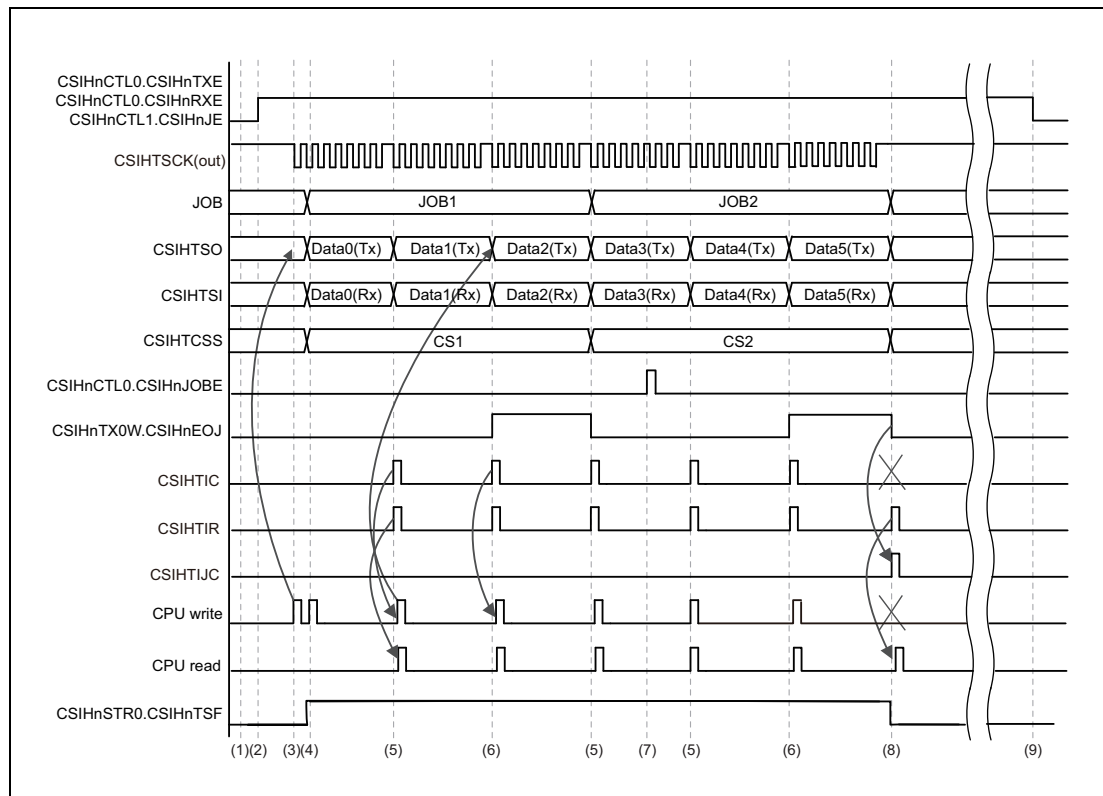 CSIHnCTL0.CSIHnTXE
CSIHnCTL0.CSIHnRXE
CSIHnCTL1.CSIHnJE
CSIHTSCK(out)
JOB JOB1 JOB2
CSIHTSO Data0(Tx) Data1(Tx) Data2(Tx) Data3(Tx) Data4(Tx) Data5(Tx)
CSIHTSI Data0(Rx) Data1(Rx) Data2(Rx) Data3(Rx) Data4(Rx) Data5(Rx)
CSIHTCSS CS1 CS2
CSIHnCTL0.CSIHnJOBE
CSIHnTX0W.CSIHnEOJ
CSIHTIC
CSIHTIR
CSIHTIJC
CPU write
CPU read
CSIHnSTR0.CSIHnTSF
(1)(2) (3)(4) (5) (6) (5) (7) (5) (6) (8) (9)